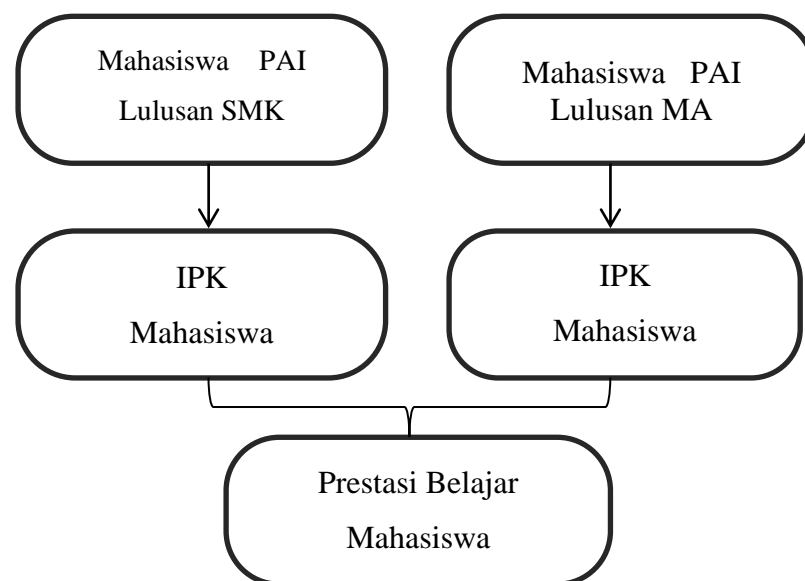 Mahasiswa PAI
Lulusan SMK
Mahasiswa PAI
Lulusan MA
IPK
Mahasiswa
IPK
Mahasiswa
Prestasi Belajar
Mahasiswa